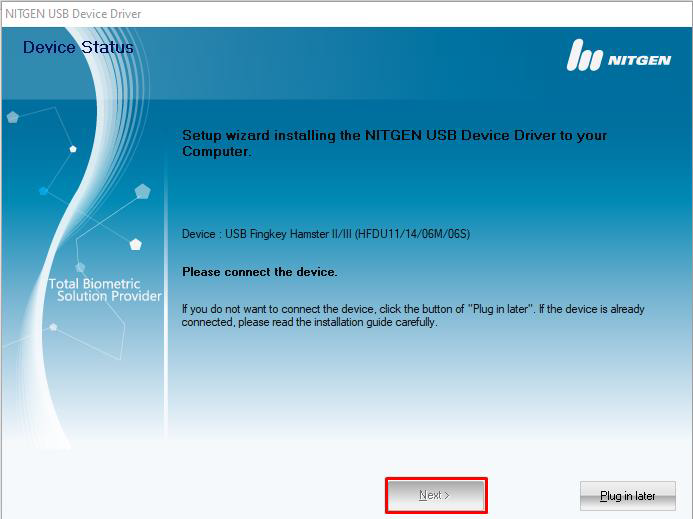 NITGEN USB Device Driver
Device Status
NITGEN
Setup wizard installing the NITGEN USB Device Driver to your
Computer.
Device : USB Fingkey Hamster II/III (HFDU11/14/06M/06S)
Please connect the device.
Total Biometric
Solution Provider
If you do not want to connect the device, click the button of "Plug in later". If the device is already
connected, please read the installation guide carefully.
Next >
Plug in later